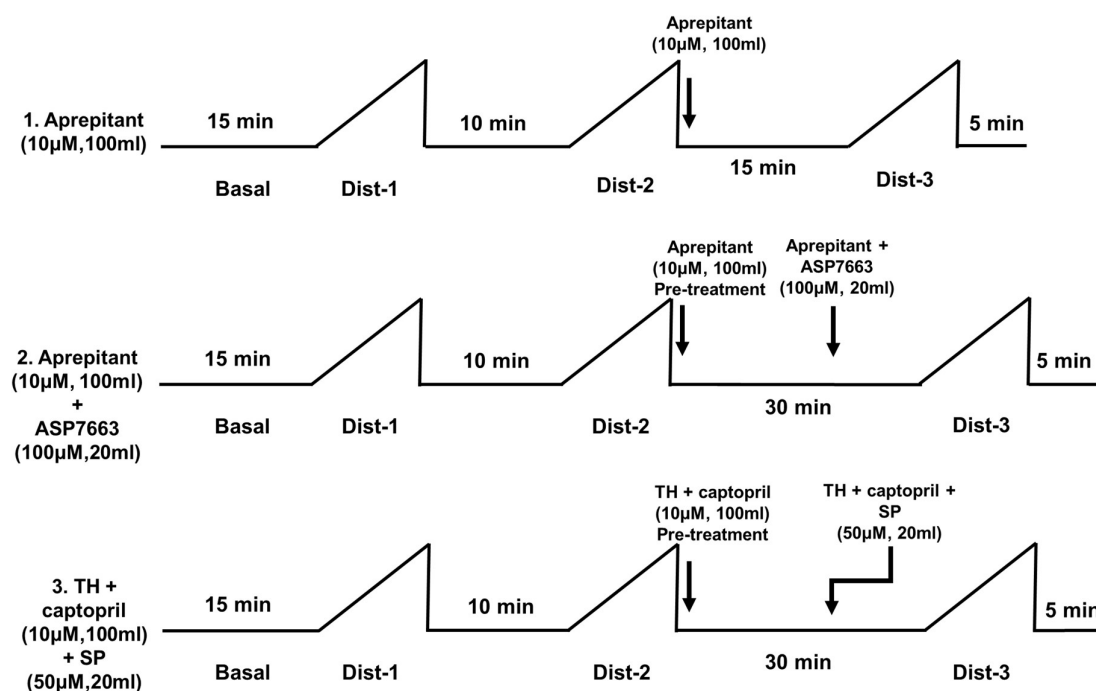 Aprepitant
(10µM, 100ml)
1. Aprepitant
(10µM,100ml)
15 min
10 min
5 min
15 min
Basal
Dist-1
Dist-2
Dist-3
Aprepitant
(10µM, 100ml)
Pre-treatment
Aprepitant +
ASP7663
(100µM, 20ml)
2. Aprepitant
(10µM, 100ml)
+
ASP7663
(100µM,20ml)
15 min
10 min
5 min
30 min
Basal
Dist-1
Dist-2
Dist-3
TH + captopril
(10µM, 100ml)
Pre-treatment
TH + captopril +
SP
(50µM, 20ml)
3. TH +
captopril
(10µM,100ml)
+ SP
(50µM,20ml)
15 min
10 min
5 min
30 min
Basal
Dist-1
Dist-2
Dist-3